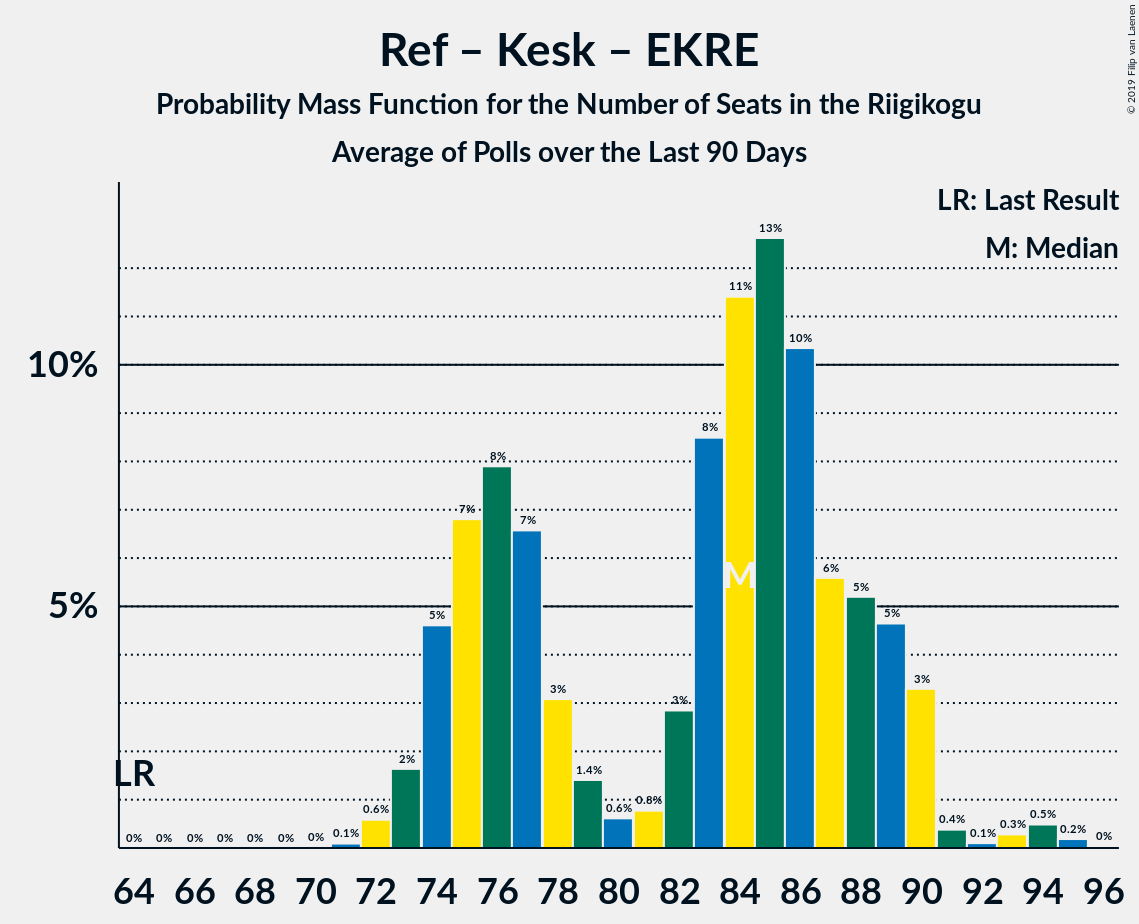 Ref – Kesk – EKRE
Probability Mass Function for the Number of Seats in the Riigikogu
Average of Polls over the Last 90 Days
© 2019 Filip van Laenen
LR: Last Result
M: Median
10%
5%
LR
M
0% 0% 0% 0% 0% 0% 0% 0.1% 0.6% 2% 5% 7% 8% 7% 3% 1.4% 0.6% 0.8% 3% 8% 11% 13% 10% 6% 5% 5% 3% 0.4% 0.1% 0.3% 0.5% 0.2% 0%
64 66 68 70 72 74 76 78 80 82 84 86 88 90 92 94 96